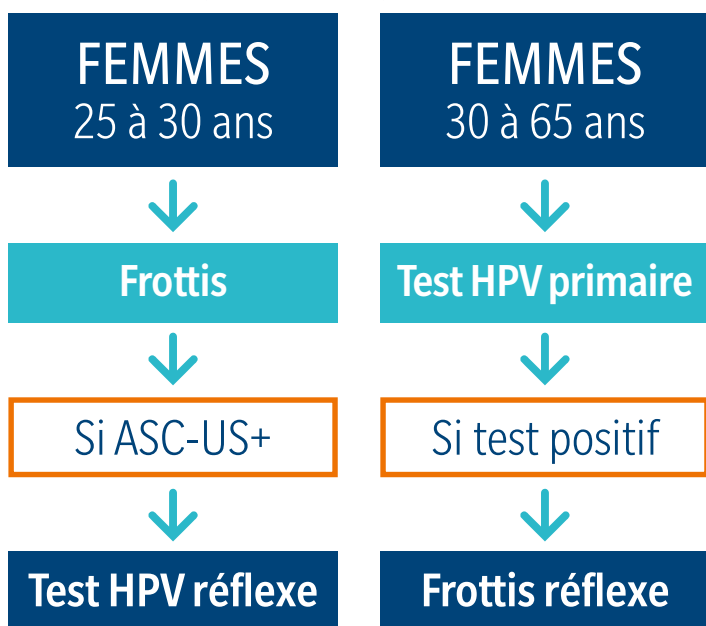 FEMMES
25 à 30 ans
Frottis
Si ASC-US+
Test HPV réflexe
FEMMES
30 à 65 ans
Test HPV primaire
Si test positif
Frottis réflexe